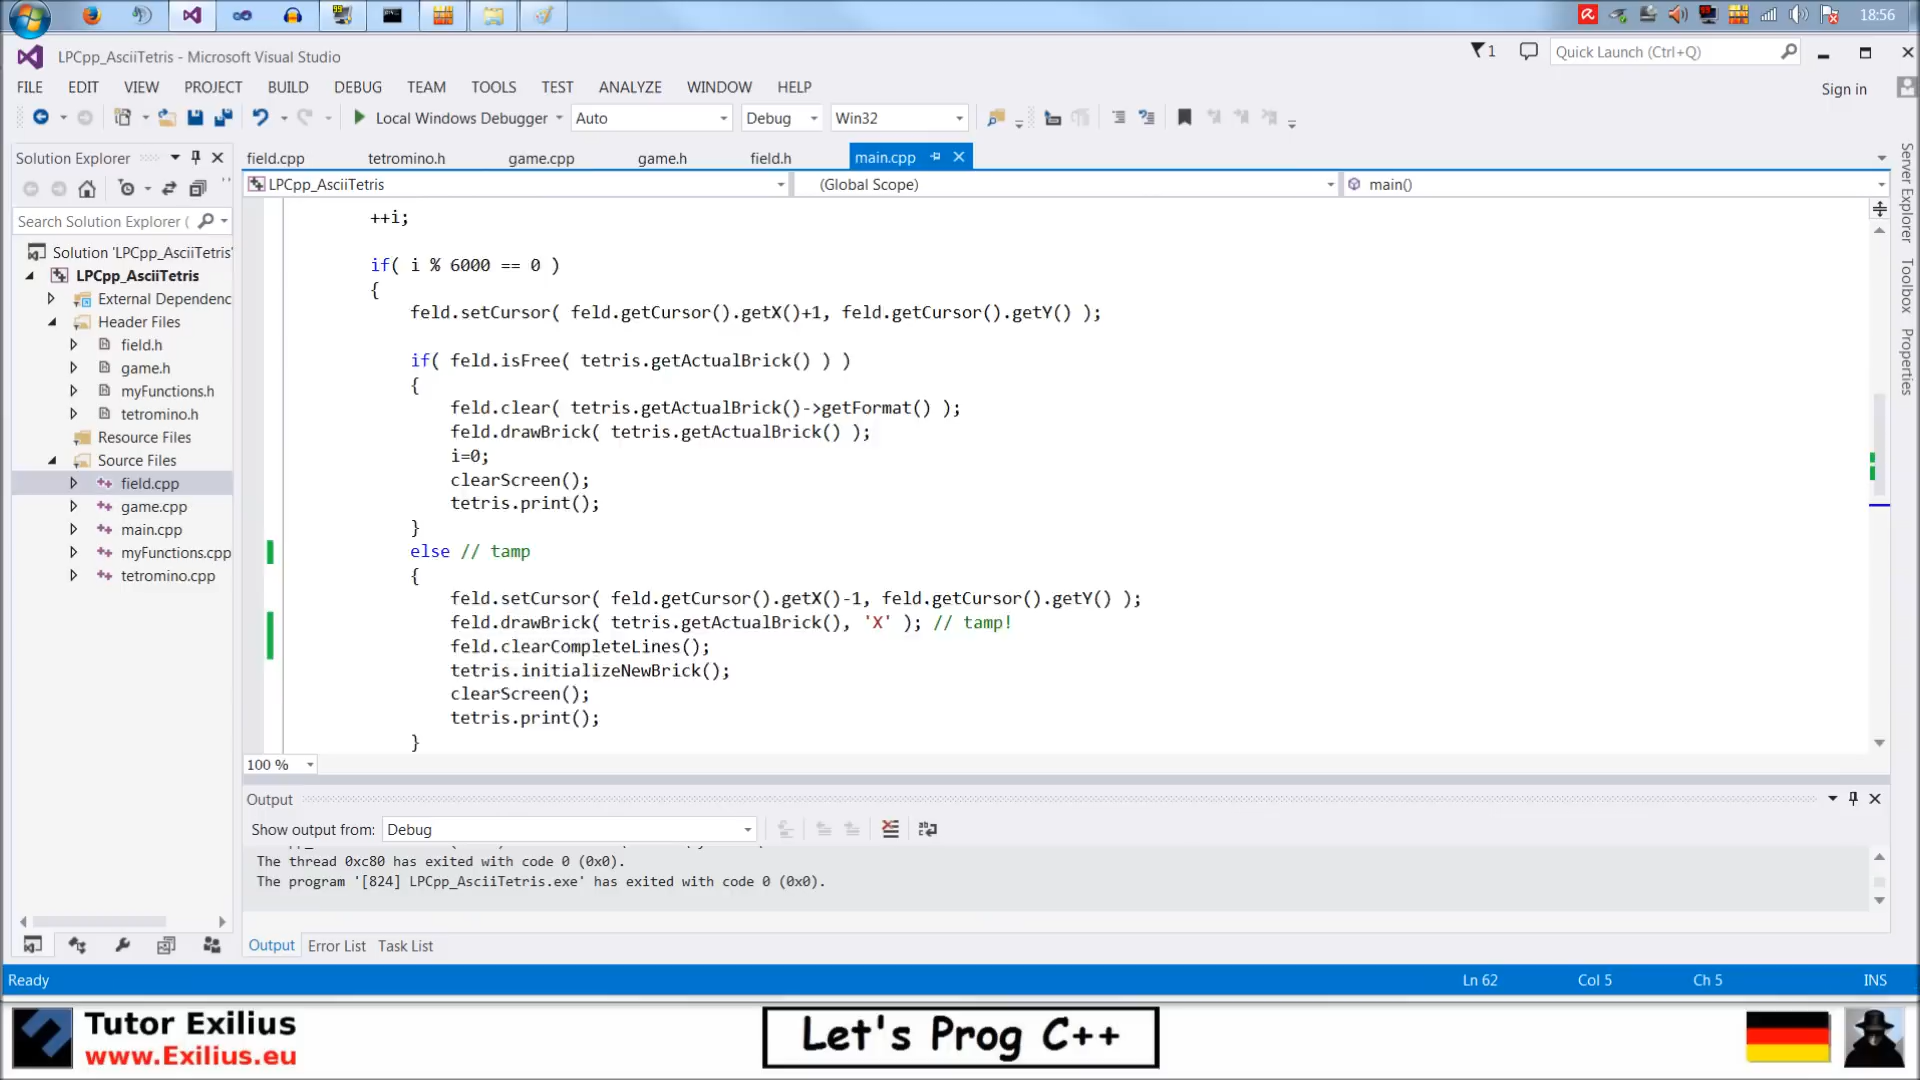 18:56
LPCpp_AsciiTetris - Microsoft Visual Studio
1
Quick Launch (Ctrl+Q)
FILE EDIT VIEW PROJECT BUILD DEBUG TEAM TOOLS TEST ANALYZE WINDOW HELP
Sign in
Local Windows Debugger Auto Debug Win32
Solution Explorer
field.cpp tetromino.h game.cpp game.h field.h main.cpp
LPCpp_AsciiTetris (Global Scope) main()
Search Solution Explorer (
Solution 'LPCpp_AsciiTetris'
LPCpp_AsciiTetris
External Dependenc
Header Files
field.h
game.h
myFunctions.h
tetromino.h
Resource Files
Source Files
field.cpp
game.cpp
main.cpp
myFunctions.cpp
tetromino.cpp
++i;
if( i % 6000 == 0 )
{
feld.setCursor( feld.getCursor().getX()+1, feld.getCursor().getY() );
if( feld.isFree( tetris.getActualBrick() ) )
{
feld.clear( tetris.getActualBrick()->getFormat() );
feld.drawBrick( tetris.getActualBrick() );
i=0;
clearScreen();
tetris.print();
}
else // tamp
{
feld.setCursor( feld.getCursor().getX()-1, feld.getCursor().getY() );
feld.drawBrick( tetris.getActualBrick(), 'X' ); // tamp!
feld.clearCompleteLines();
tetris.initializeNewBrick();
clearScreen();
tetris.print();
}
100 %
Server Explorer
Toolbox
Properties
Output
Show output from: Debug
The thread 0xc80 has exited with code 0 (0x0).
The program '[824] LPCpp_AsciiTetris.exe' has exited with code 0 (0x0).
Output Error List Task List
Ready Ln 62 Col 5 Ch 5 INS
Tutor Exilius
www.Exilius.eu
Let's Prog C++